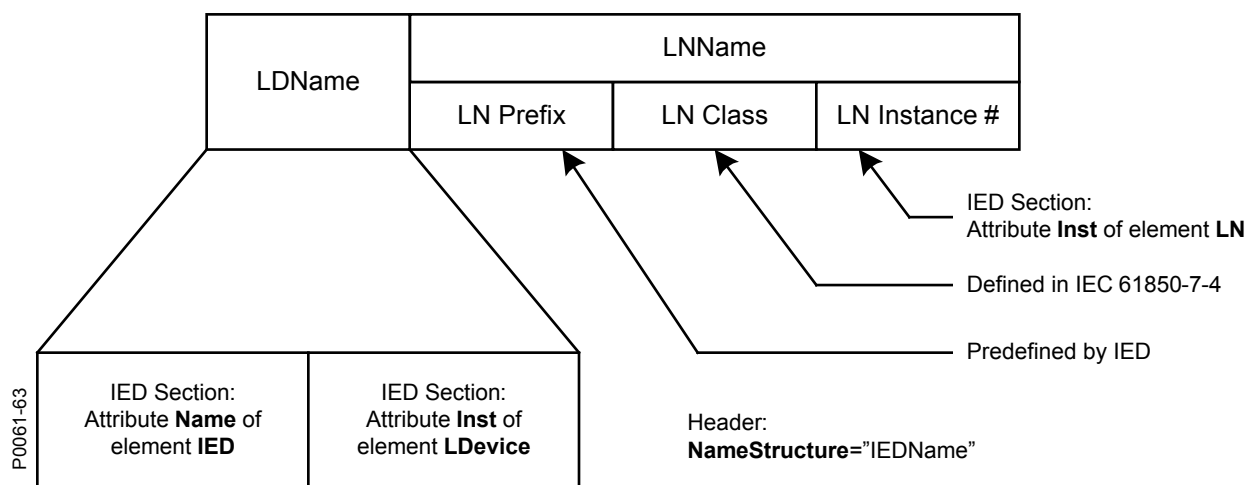 LDName
LNName
LN Prefix
LN Class
LN Instance #
IED Section:
Attribute Inst of element LN
Defined in IEC 61850-7-4
Predefined by IED
IED Section:
Attribute Name of
element IED
IED Section:
Attribute Inst of
element LDevice
Header:
NameStructure=”IEDName”
P0061-63